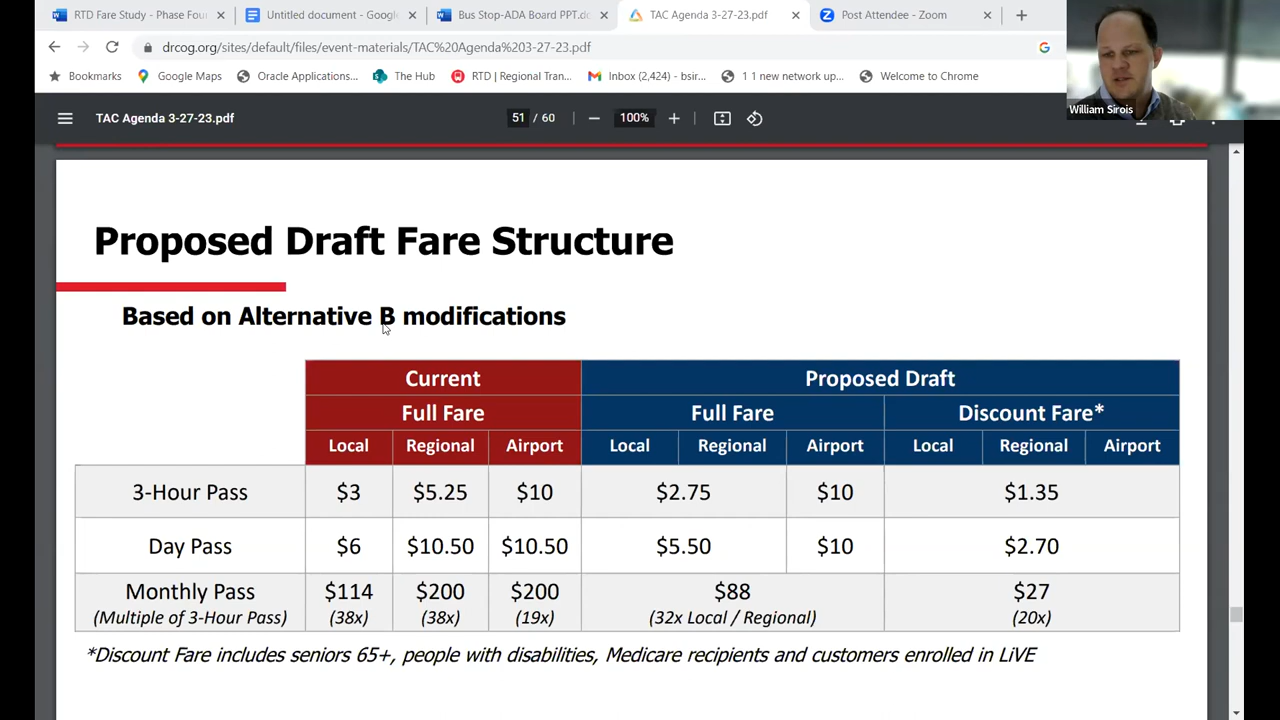 RTD Fare Study - Phase Four
Untitled document - Google
Bus Stop-ADA Board PPT.do
TAC Agenda 3-27-23.pdf
Post Attendee - Zoom
drcog.org/sites/default/files/event-materials/TAC%20Agenda%203-27-23.pdf
Bookmarks
Google Maps
Oracle Applications...
The Hub
RTD | Regional Tran...
Inbox (2,424) - bsir...
1 1 new network up...
Welcome to Chrome
William Sirois
TAC Agenda 3-27-23.pdf
51 / 60
100%
Proposed Draft Fare Structure
Based on Alternative B modifications
Current Proposed Draft
Full Fare Full Fare Discount Fare*
Local Regional Airport Local Regional Airport Local Regional Airport
3-Hour Pass $3 $5.25 $10 $2.75 $10 $1.35
Day Pass $6 $10.50 $10.50 $5.50 $10 $2.70
Monthly Pass $114 $200 $200 $88 $27
(Multiple of 3-Hour Pass) (38x) (38x) (19x) (32x Local / Regional) (20x)
*Discount Fare includes seniors 65+, people with disabilities, Medicare recipients and customers enrolled in LiVE